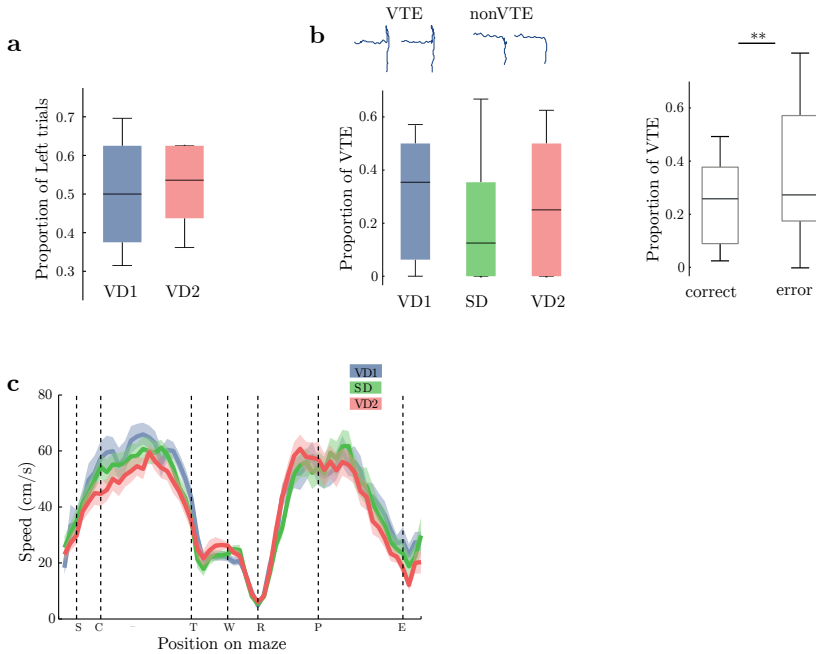 a
Proportion of Left trials
0.7
0.6
0.5
0.4
0.3
VD1 VD2
b
VTE nonVTE
Proportion of VTE
0.6
0.4
0.2
0
VD1 SD VD2
**
Proportion of VTE
0.6
0.4
0.2
0
correct error
c
VD1
SD
VD2
Speed (cm/s)
80
60
40
20
0
S C T W R P E
Position on maze